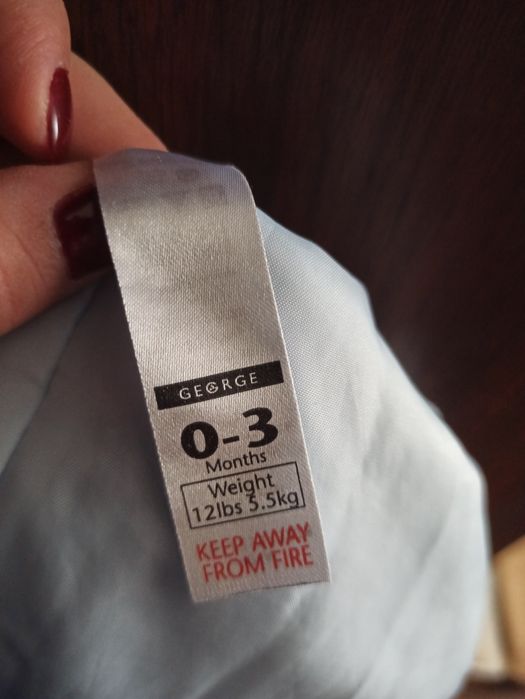 GEORGE
0-3
Months
Weight
12lbs 5.5kg
KEEP AWAY
FROM FIRE